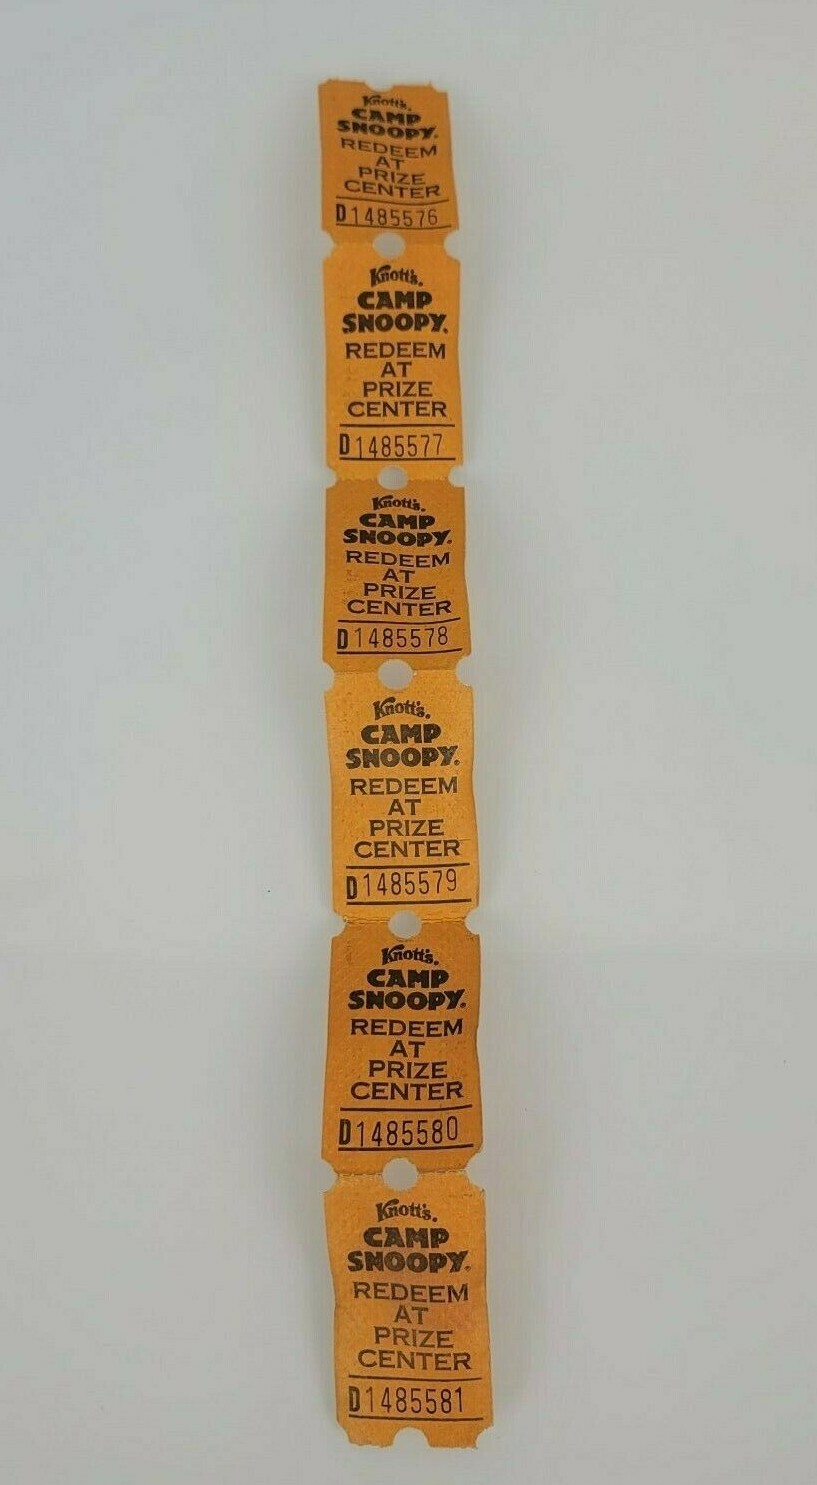 Knott's.
CAMP
SNOOPY.
REDEEM
AT
PRIZE
CENTER
D1485576
Knott's.
CAMP
SNOOPY.
REDEEM
AT
PRIZE
CENTER
D1485577
Knott's.
CAMP
SNOOPY.
REDEEM
AT
PRIZE
CENTER
D1485578
Knott's.
CAMP
SNOOPY.
REDEEM
AT
PRIZE
CENTER
D1485579
Knott's.
CAMP
SNOOPY.
REDEEM
AT
PRIZE
CENTER
D1485580
Knott's.
CAMP
SNOOPY.
REDEEM
AT
PRIZE
CENTER
D1485581